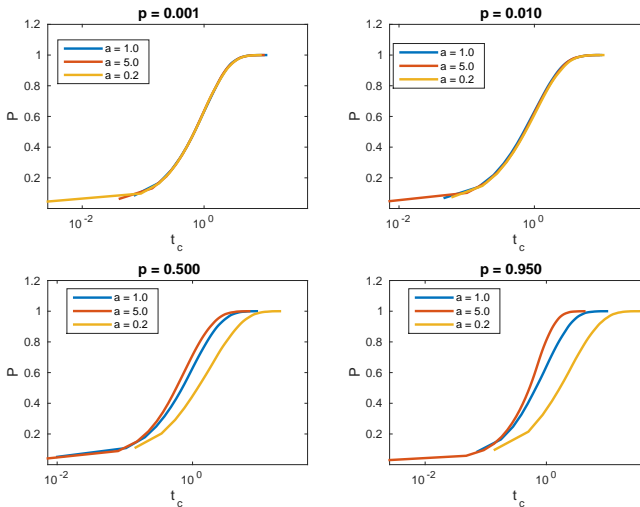 p = 0.001
1.2
1
0.8
0.6
0.4
0.2
P
a = 1.0
a = 5.0
a = 0.2
10^-2
10^0
t_c
p = 0.010
1.2
1
0.8
0.6
0.4
0.2
P
a = 1.0
a = 5.0
a = 0.2
10^-2
10^0
t_c
p = 0.500
1.2
1
0.8
0.6
0.4
0.2
P
a = 1.0
a = 5.0
a = 0.2
10^-2
10^0
t_c
p = 0.950
1.2
1
0.8
0.6
0.4
0.2
P
a = 1.0
a = 5.0
a = 0.2
10^-2
10^0
t_c